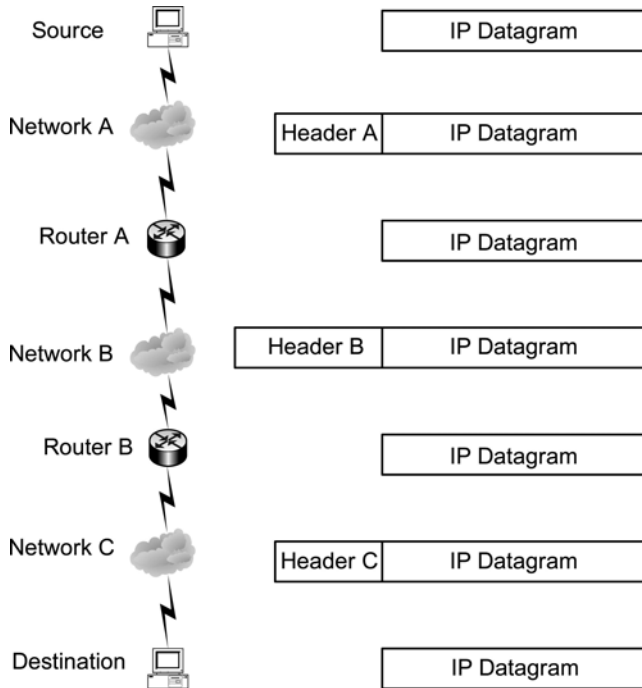 Source
IP Datagram
Network A
Header A
IP Datagram
Router A
IP Datagram
Network B
Header B
IP Datagram
Router B
IP Datagram
Network C
Header C
IP Datagram
Destination
IP Datagram